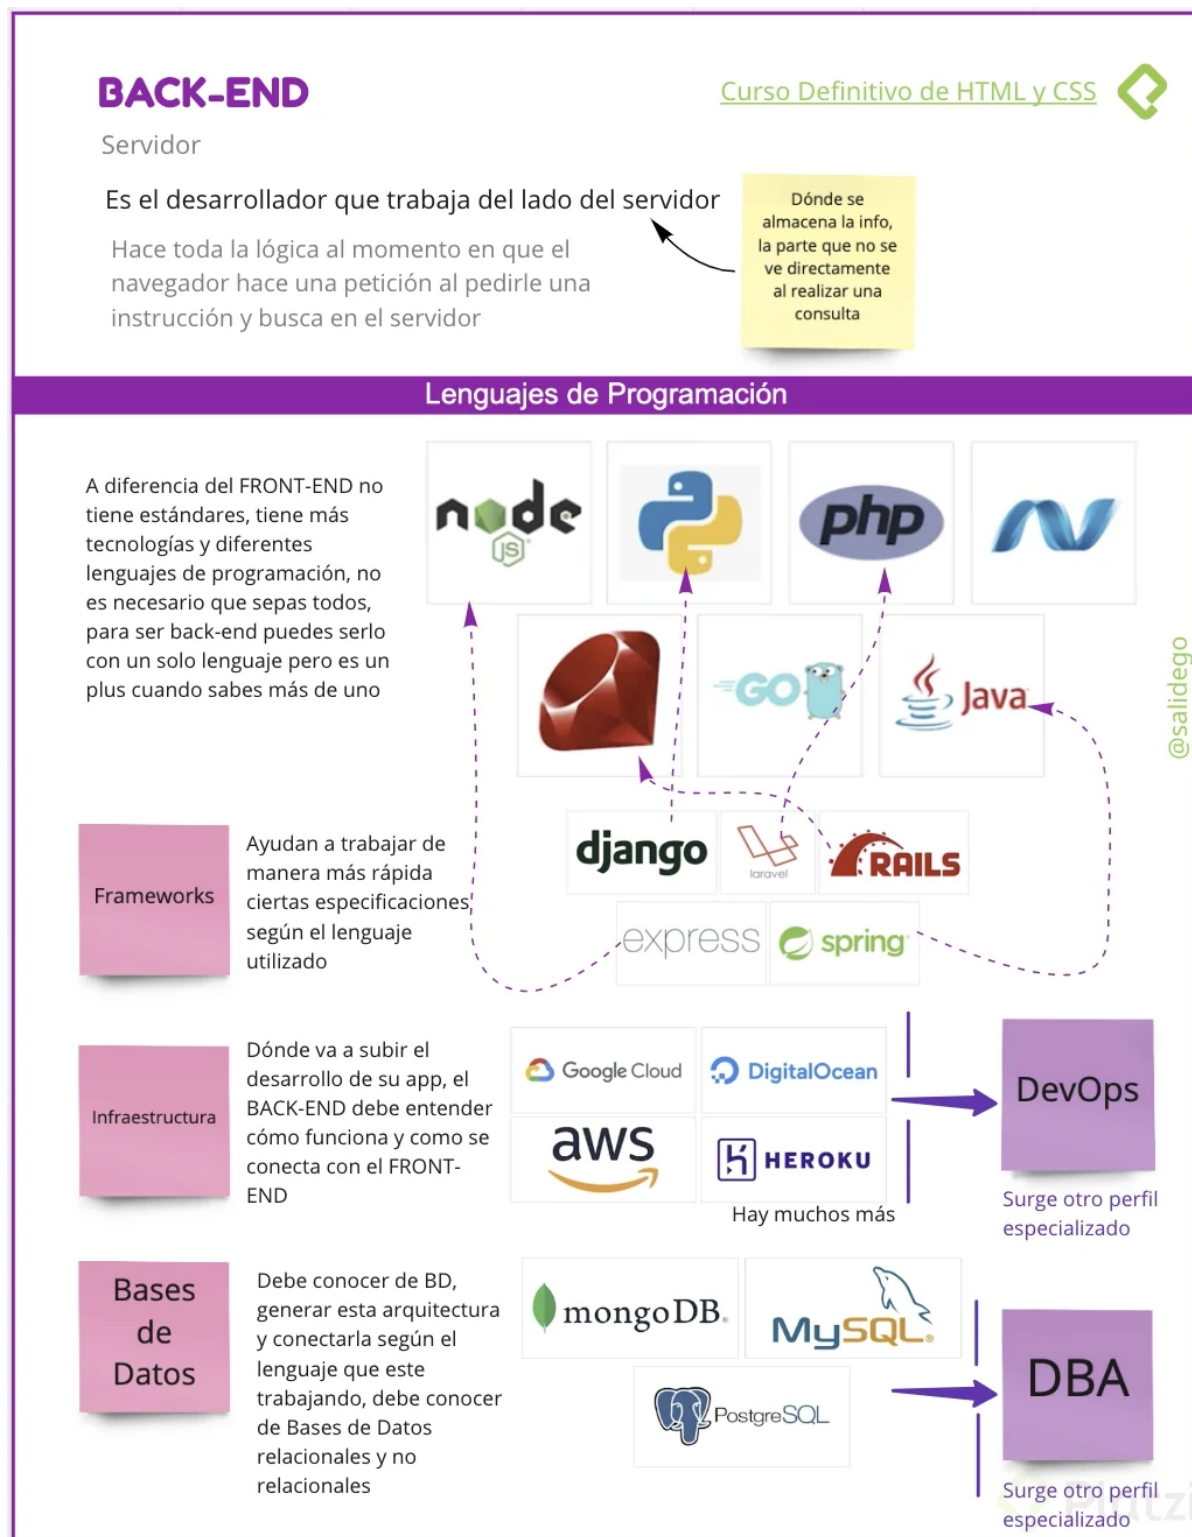 BACK-END
Curso Definitivo de HTML y CSS
Servidor
Es el desarrollador que trabaja del lado del servidor
Hace toda la lógica al momento en que el
navegador hace una petición al pedirle una
instrucción y busca en el servidor
Dónde se
almacena la info,
la parte que no se
ve directamente
al realizar una
consulta
Lenguajes de Programación
A diferencia del FRONT-END no
tiene estándares, tiene más
tecnologías y diferentes
lenguajes de programación, no
es necesario que sepas todos,
para ser back-end puedes serlo
con un solo lenguaje pero es un
plus cuando sabes más de uno
node
JS
php
GO
Java
@salidego
Frameworks
Ayudan a trabajar de
manera más rápida
ciertas especificaciones
según el lenguaje
utilizado
django
laravel
RAILS
express
spring
Infraestructura
Dónde va a subir el
desarrollo de su app, el
BACK-END debe entender
cómo funciona y como se
conecta con el FRONT-
END
Google Cloud
DigitalOcean
aws
HEROKU
Hay muchos más
DevOps
Surge otro perfil
especializado
Bases
de
Datos
Debe conocer de BD,
generar esta arquitectura
y conectarla según el
lenguaje que este
trabajando, debe conocer
de Bases de Datos
relacionales y no
relacionales
mongoDB
MySQL
PostgreSQL
DBA
Surge otro perfil
especializado